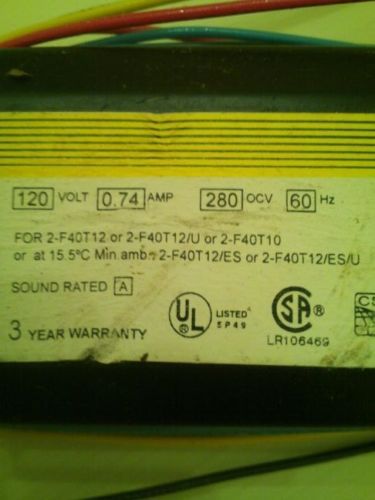 120 VOLT 0.74 AMP 280 OCV 60 Hz
FOR 2-F40T12 or 2-F40T12/U or 2-F40T10
or at 15.5°C Min.amb.-2-F40T12/ES or 2-F40T12/ES/U
SOUND RATED A
UL ® LISTED
5P49
SA ®
LR106469
3 YEAR WARRANTY